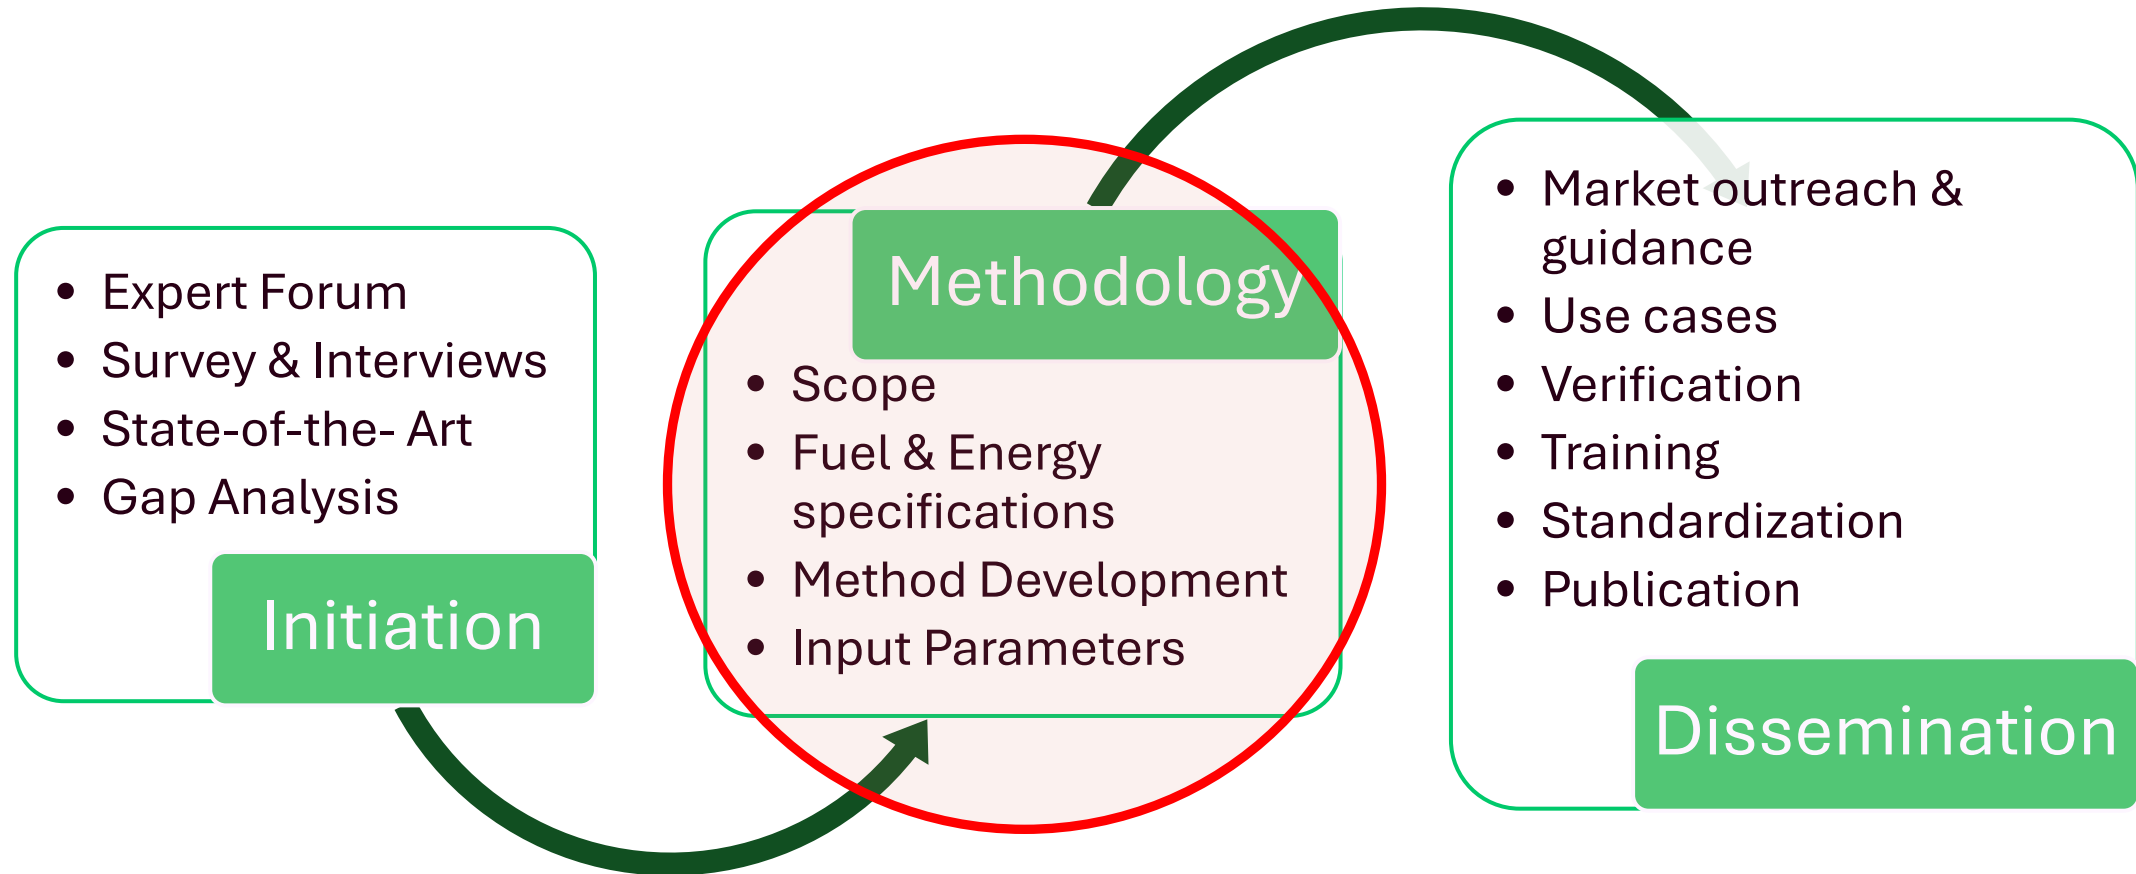 • Expert Forum
• Survey & Interviews
• State-of-the- Art
• Gap Analysis
Initiation
Methodology
• Scope
• Fuel & Energy
specifications
• Method Development
• Input Parameters
• Market outreach &
guidance
• Use cases
• Verification
• Training
• Standardization
• Publication
Dissemination